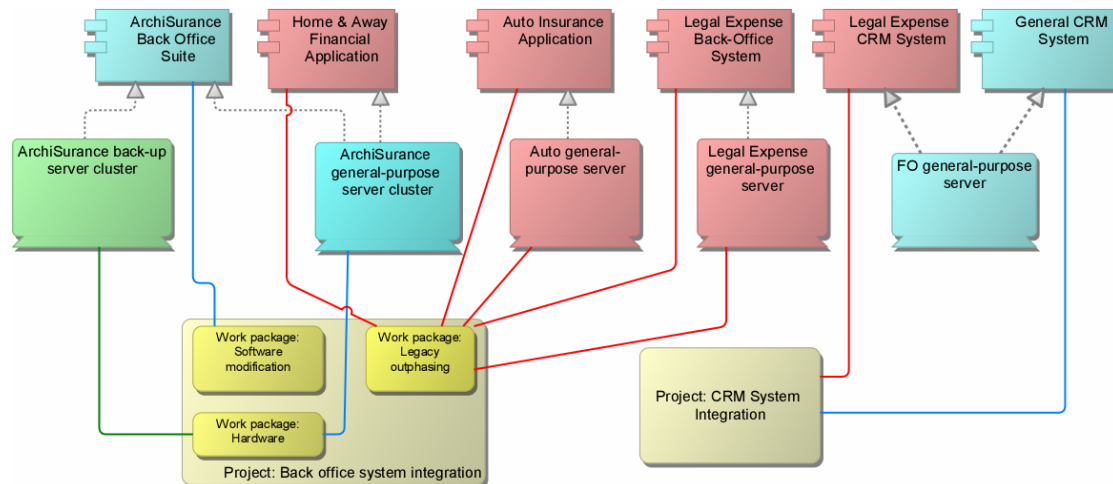 ArchiSurance
Back Office
Suite
Home & Away
Financial
Application
Auto Insurance
Application
Legal Expense
Back-Office
System
Legal Expense
CRM System
General CRM
System
ArchiSurance back-up
server cluster
ArchiSurance
general-purpose
server cluster
Auto general-
purpose server
Legal Expense
general-purpose
server
FO general-purpose
server
Work package:
Software
modification
Work package:
Legacy
outphasing
Work package:
Hardware
Project: Back office system integration
Project: CRM System
Integration